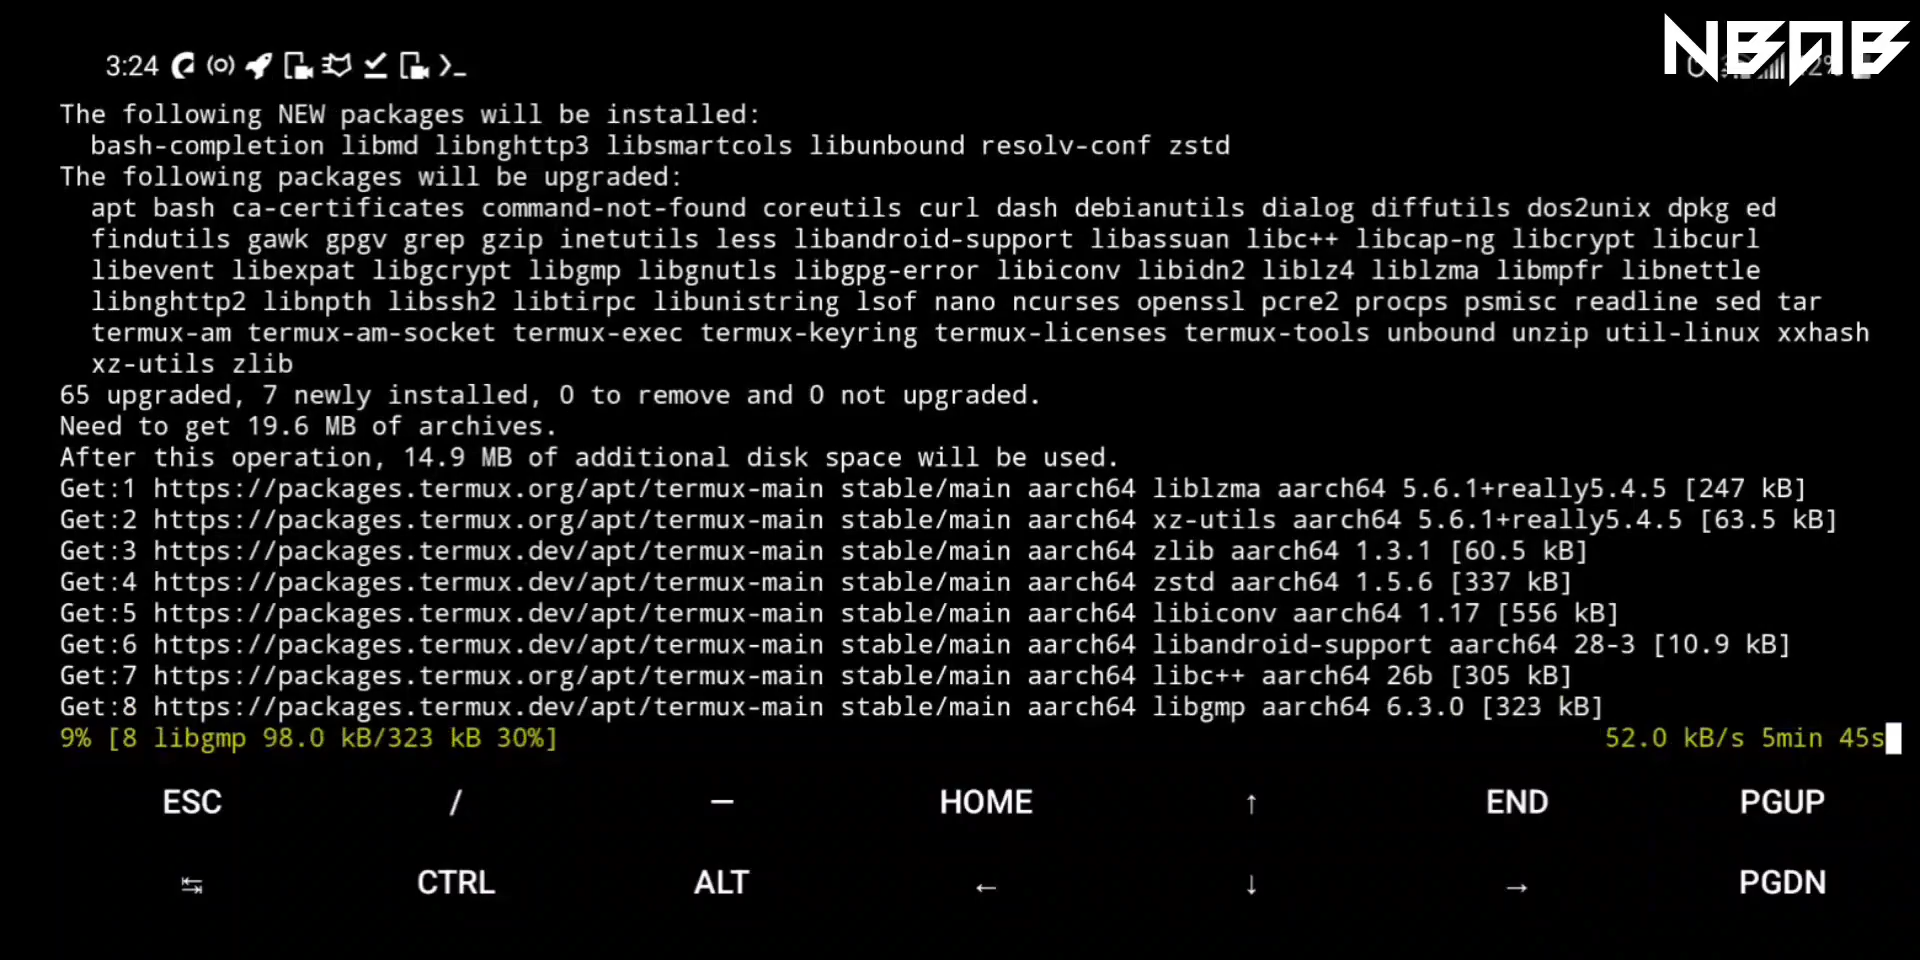 3:24
NBAB
The following NEW packages will be installed:
bash-completion libmd libnghttp3 libsmartcols libunbound resolv-conf zstd
The following packages will be upgraded:
apt bash ca-certificates command-not-found coreutils curl dash debianutils dialog diffutils dos2unix dpkg ed
findutils gawk gpgv grep gzip inetutils less libandroid-support libassuan libc++ libcap-ng libcrypt libcurl
libevent libexpat libgcrypt libgmp libgnutls libgpg-error libiconv libidn2 liblz4 liblzma libmpfr libnettle
libnghttp2 libnpth libssh2 libtirpc libunistring lsof nano ncurses openssl pcre2 procps psmisc readline sed tar
termux-am termux-am-socket termux-exec termux-keyring termux-licenses termux-tools unbound unzip util-linux xxhash
xz-utils zlib
65 upgraded, 7 newly installed, 0 to remove and 0 not upgraded.
Need to get 19.6 MB of archives.
After this operation, 14.9 MB of additional disk space will be used.
Get:1 https://packages.termux.org/apt/termux-main stable/main aarch64 liblzma aarch64 5.6.1+really5.4.5 [247 kB]
Get:2 https://packages.termux.org/apt/termux-main stable/main aarch64 xz-utils aarch64 5.6.1+really5.4.5 [63.5 kB]
Get:3 https://packages.termux.dev/apt/termux-main stable/main aarch64 zlib aarch64 1.3.1 [60.5 kB]
Get:4 https://packages.termux.dev/apt/termux-main stable/main aarch64 zstd aarch64 1.5.6 [337 kB]
Get:5 https://packages.termux.dev/apt/termux-main stable/main aarch64 libiconv aarch64 1.17 [556 kB]
Get:6 https://packages.termux.dev/apt/termux-main stable/main aarch64 libandroid-support aarch64 28-3 [10.9 kB]
Get:7 https://packages.termux.org/apt/termux-main stable/main aarch64 libc++ aarch64 26b [305 kB]
Get:8 https://packages.termux.dev/apt/termux-main stable/main aarch64 libgmp aarch64 6.3.0 [323 kB]
9% [8 libgmp 98.0 kB/323 kB 30%] 52.0 kB/s 5min 45s
ESC / — HOME ↑ END PGUP
⇆ CTRL ALT ← ↓ → PGDN